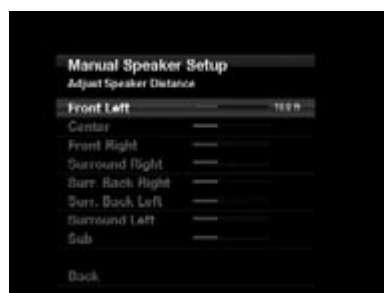 Manual Speaker Setup
Adjust Speaker Distance
Front Left
Center
Front Right
Surround Right
Surr. Back Right
Surr. Back Left
Surround Left
Sub
Back